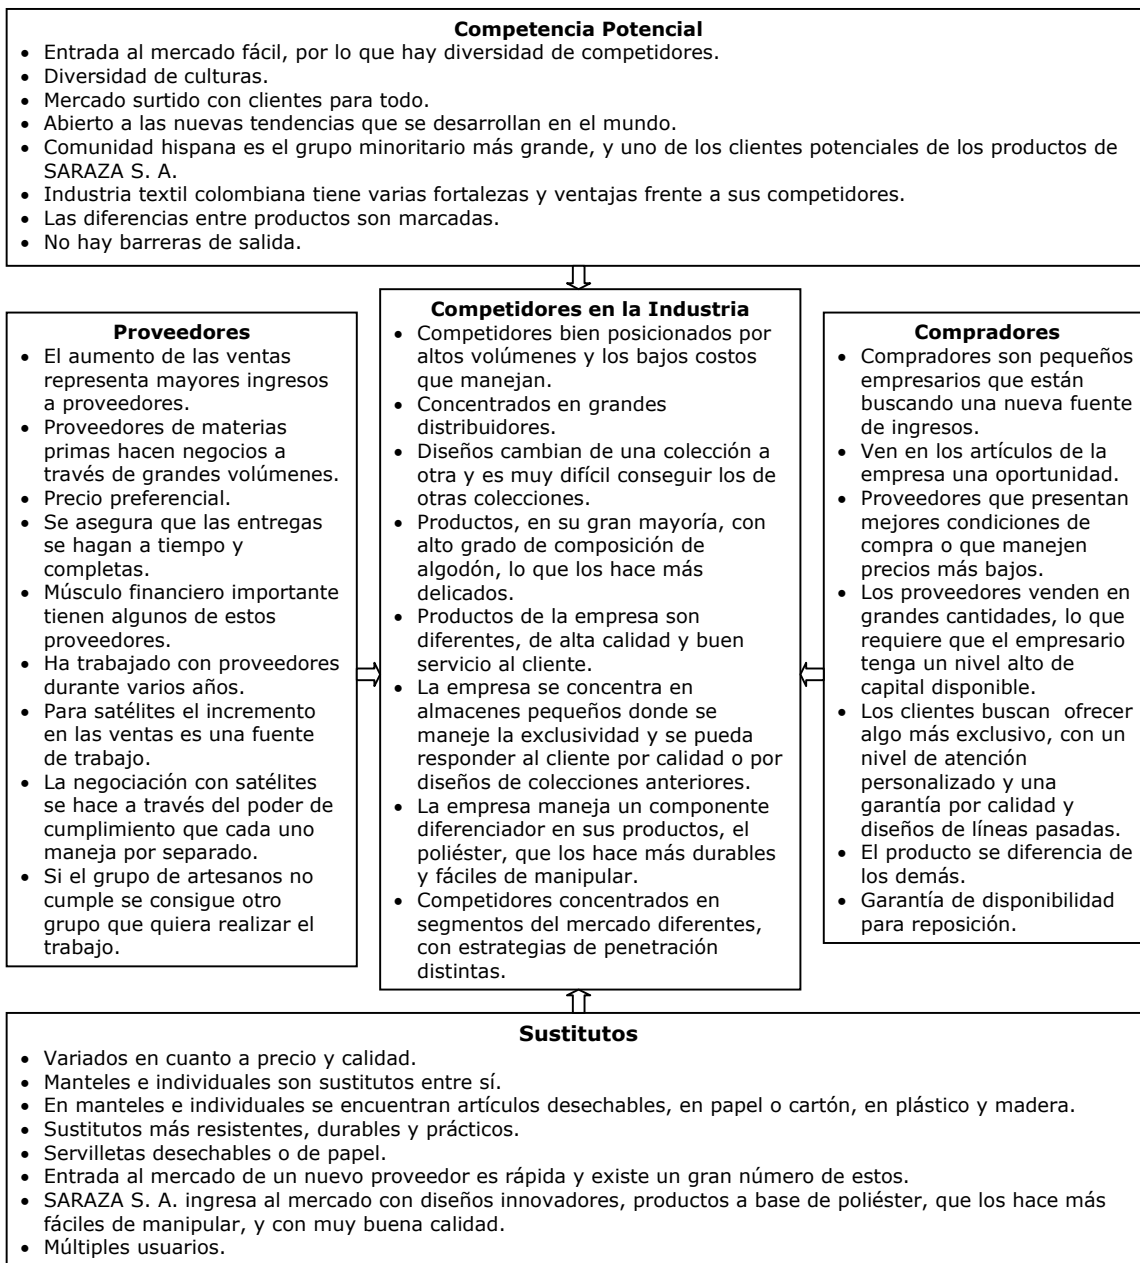 Competencia Potencial
• Entrada al mercado fácil, por lo que hay diversidad de competidores.
• Diversidad de culturas.
• Mercado surtido con clientes para todo.
• Abierto a las nuevas tendencias que se desarrollan en el mundo.
• Comunidad hispana es el grupo minoritario más grande, y uno de los clientes potenciales de los productos de
SARAZA S. A.
• Industria textil colombiana tiene varias fortalezas y ventajas frente a sus competidores.
• Las diferencias entre productos son marcadas.
• No hay barreras de salida.
Proveedores
• El aumento de las ventas
representa mayores ingresos
a proveedores.
• Proveedores de materias
primas hacen negocios a
través de grandes volúmenes.
• Precio preferencial.
• Se asegura que las entregas
se hagan a tiempo y
completas.
• Músculo financiero importante
tienen algunos de estos
proveedores.
• Ha trabajado con proveedores
durante varios años.
• Para satélites el incremento
en las ventas es una fuente
de trabajo.
• La negociación con satélites
se hace a través del poder de
cumplimiento que cada uno
maneja por separado.
• Si el grupo de artesanos no
cumple se consigue otro
grupo que quiera realizar el
trabajo.
Competidores en la Industria
• Competidores bien posicionados por
altos volúmenes y los bajos costos
que manejan.
• Concentrados en grandes
distribuidores.
• Diseños cambian de una colección a
otra y es muy difícil conseguir los de
otras colecciones.
• Productos, en su gran mayoría, con
alto grado de composición de
algodón, lo que los hace más
delicados.
• Productos de la empresa son
diferentes, de alta calidad y buen
servicio al cliente.
• La empresa se concentra en
almacenes pequeños donde se
maneje la exclusividad y se pueda
responder al cliente por calidad o por
diseños de colecciones anteriores.
• La empresa maneja un componente
diferenciador en sus productos, el
poliéster, que los hace más durables
y fáciles de manipular.
• Competidores concentrados en
segmentos del mercado diferentes,
con estrategias de penetración
distintas.
Compradores
• Compradores son pequeños
empresarios que están
buscando una nueva fuente
de ingresos.
• Ven en los artículos de la
empresa una oportunidad.
• Proveedores que presentan
mejores condiciones de
compra o que manejen
precios más bajos.
• Los proveedores venden en
grandes cantidades, lo que
requiere que el empresario
tenga un nivel alto de
capital disponible.
• Los clientes buscan ofrecer
algo más exclusivo, con un
nivel de atención
personalizado y una
garantía por calidad y
diseños de líneas pasadas.
• El producto se diferencia de
los demás.
• Garantía de disponibilidad
para reposición.
Sustitutos
• Variados en cuanto a precio y calidad.
• Manteles e individuales son sustitutos entre sí.
• En manteles e individuales se encuentran artículos desechables, en papel o cartón, en plástico y madera.
• Sustitutos más resistentes, durables y prácticos.
• Servilletas desechables o de papel.
• Entrada al mercado de un nuevo proveedor es rápida y existe un gran número de estos.
• SARAZA S. A. ingresa al mercado con diseños innovadores, productos a base de poliéster, que los hace más
fáciles de manipular, y con muy buena calidad.
• Múltiples usuarios.